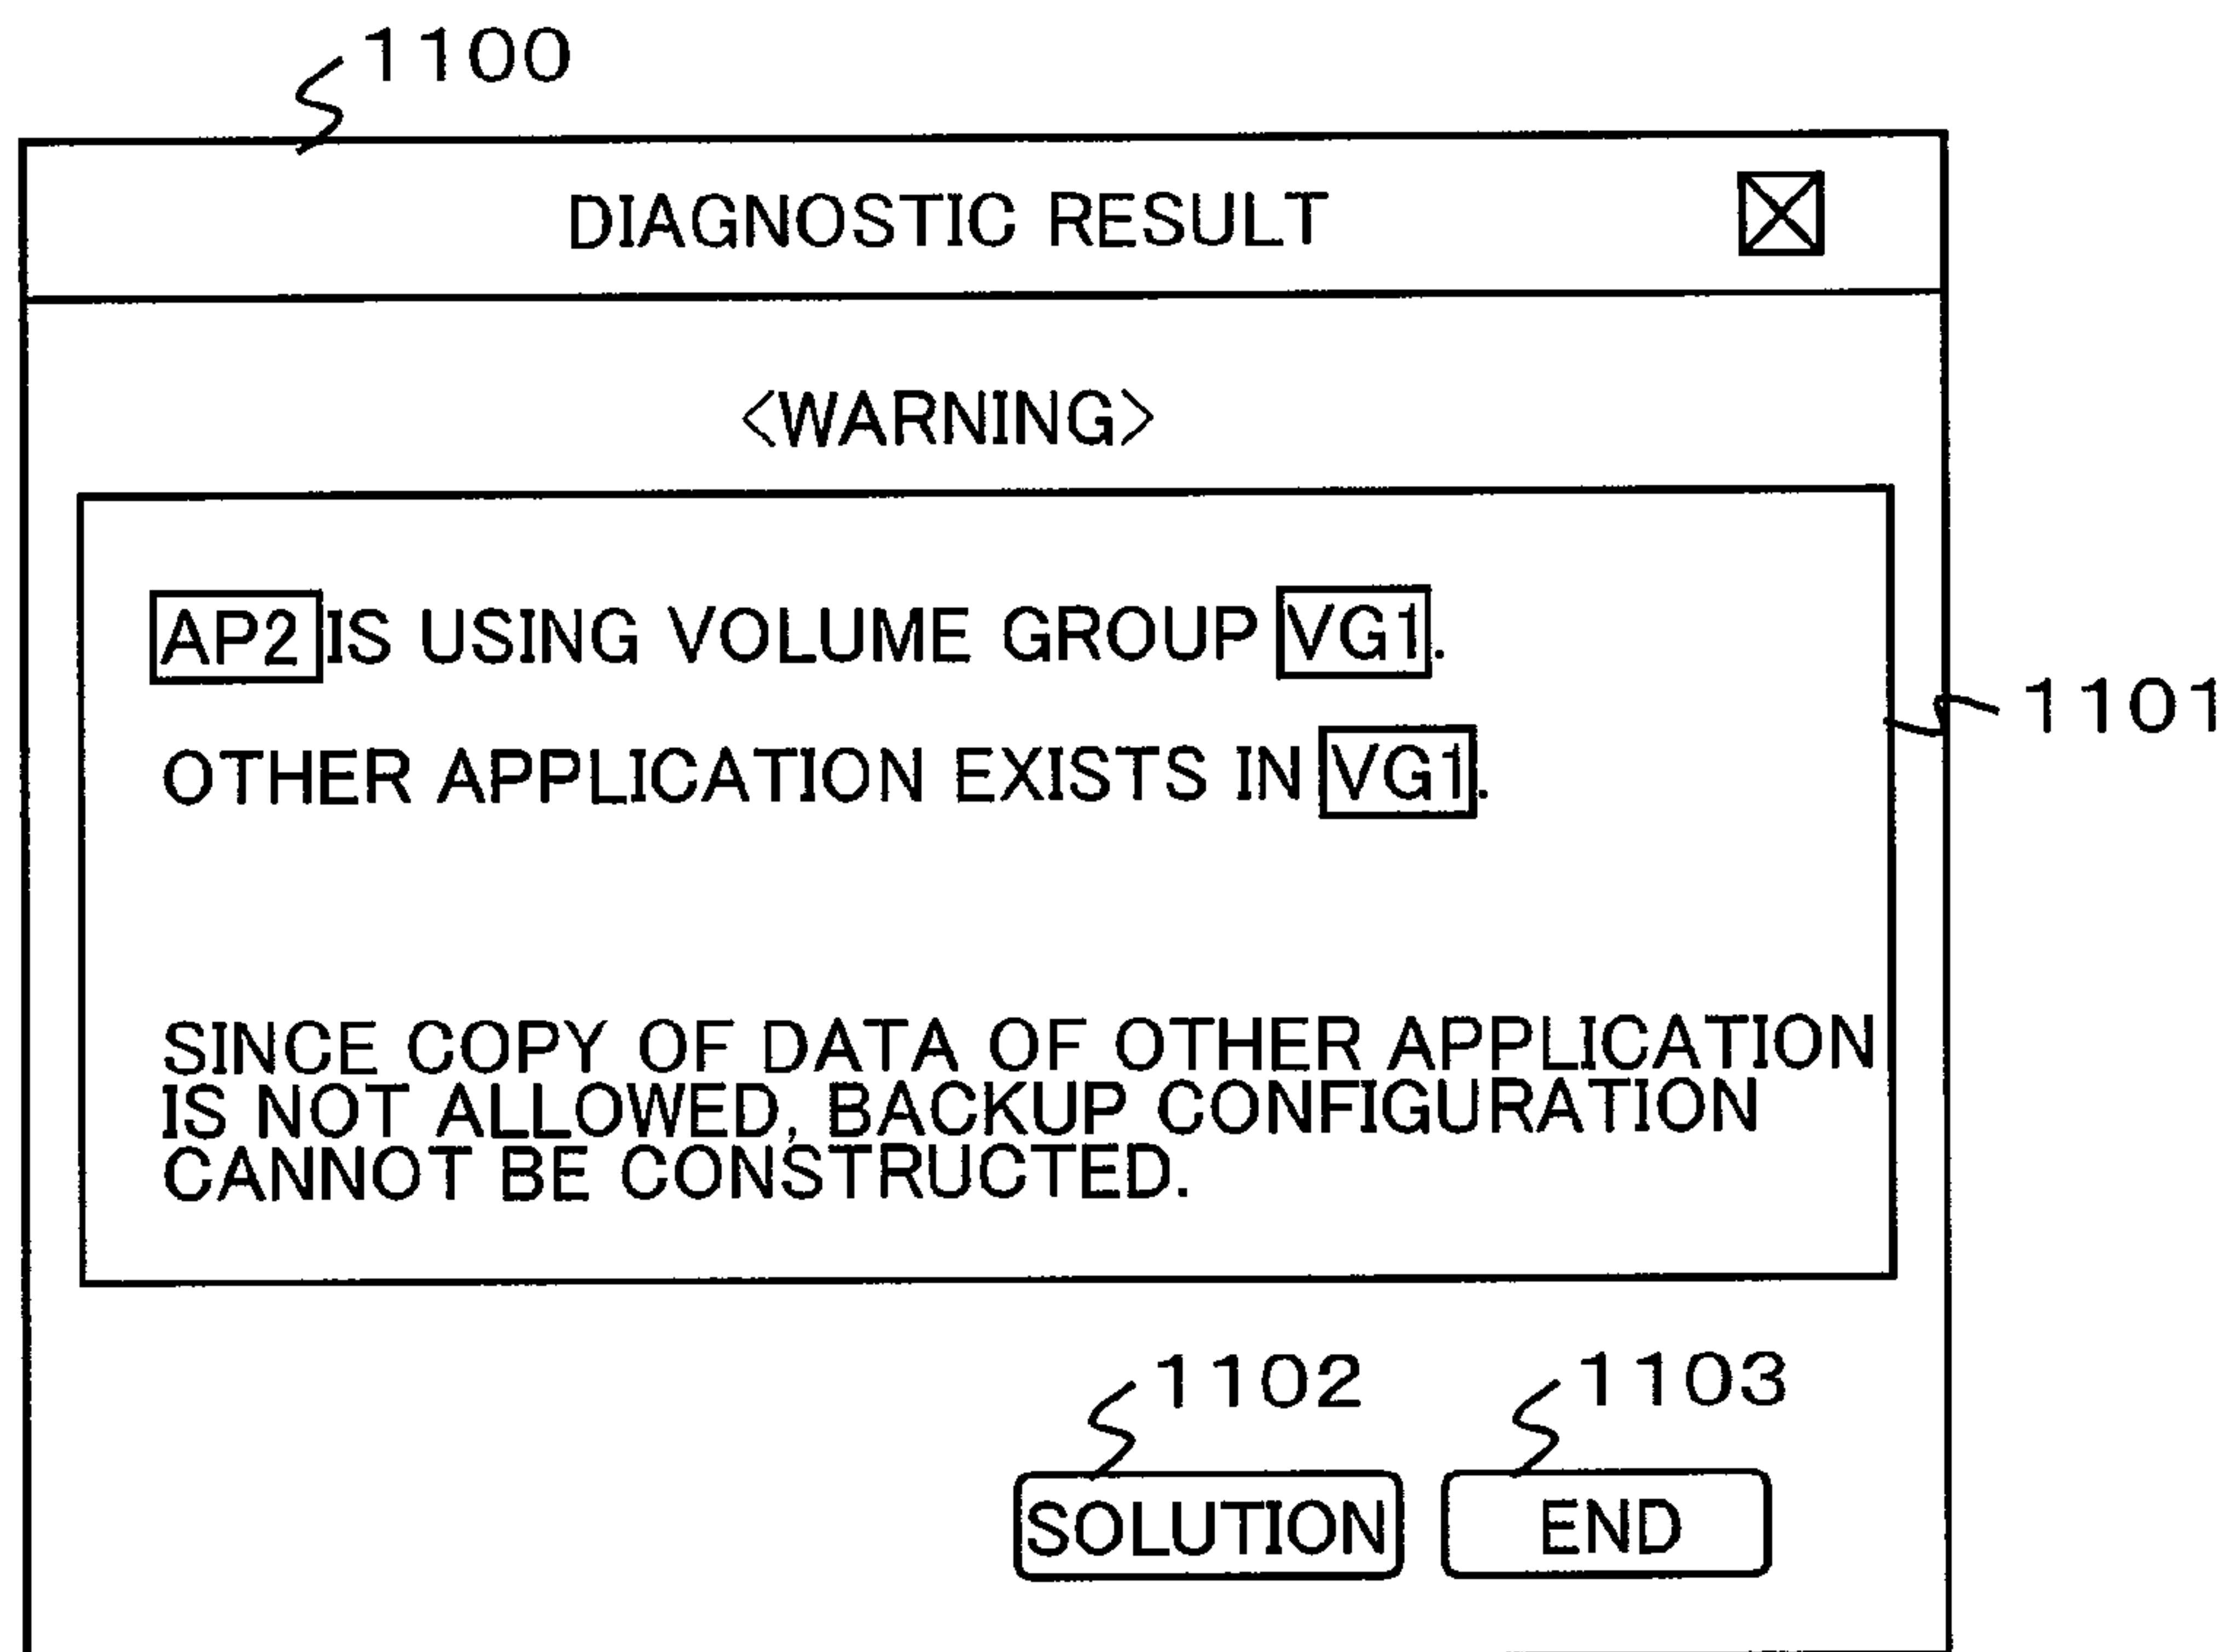 1100
DIAGNOSTIC RESULT
<WARNING>
AP2 IS USING VOLUME GROUP VG1.
1101
OTHER APPLICATION EXISTS IN VG1.
SINCE COPY OF DATA OF OTHER APPLICATION
IS NOT ALLOWED, BACKUP CONFIGURATION
CANNOT BE CONSTRUCTED.
1102 1103
SOLUTION END